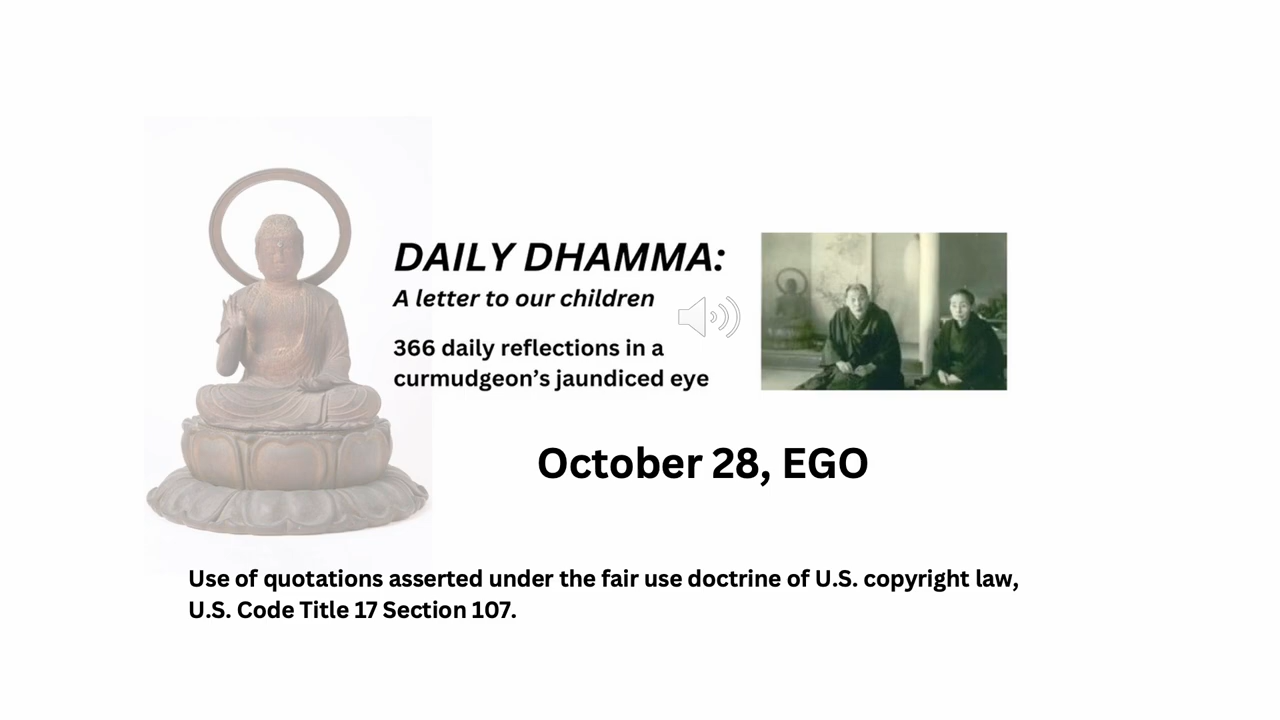 DAILY DHAMMA:
A letter to our children
366 daily reflections in a
curmudgeon’s jaundiced eye
October 28, EGO
Use of quotations asserted under the fair use doctrine of U.S. copyright law,
U.S. Code Title 17 Section 107.